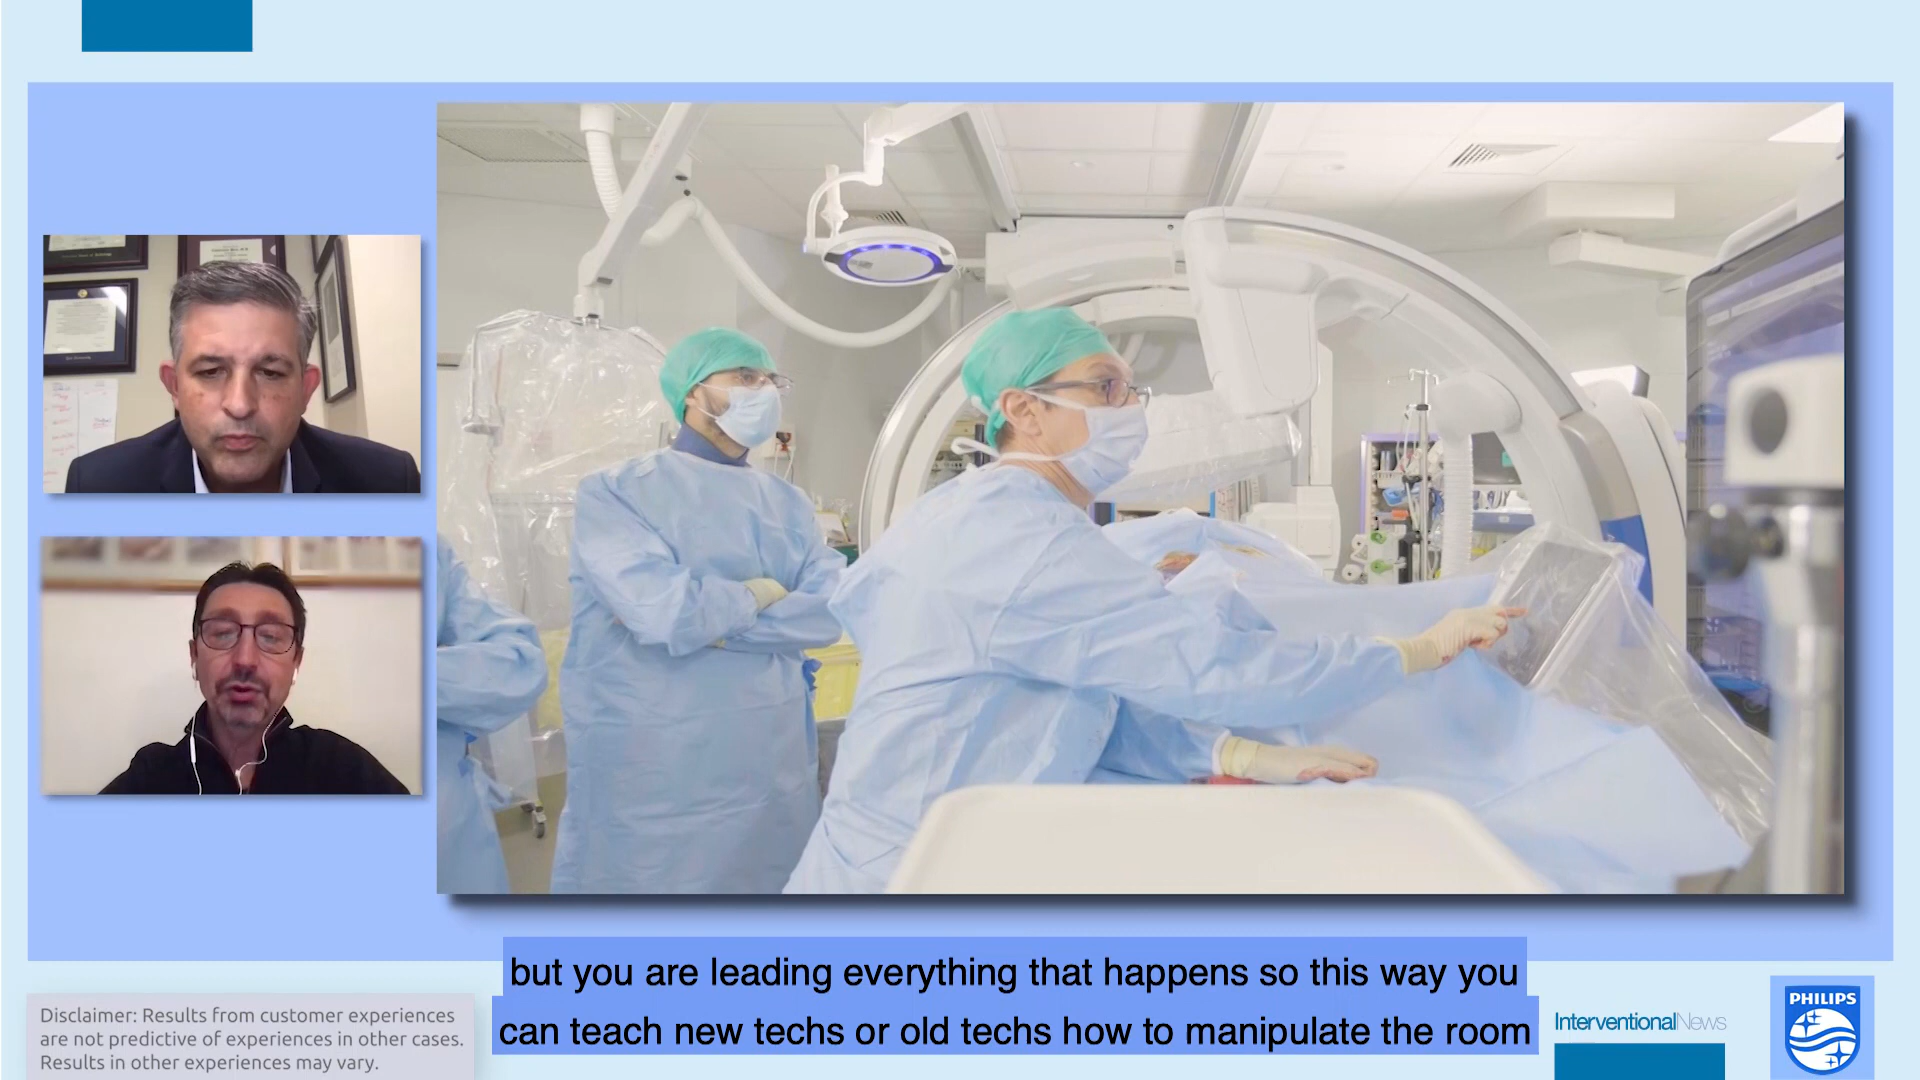 but you are leading everything that happens so this way you
can teach new techs or old techs how to manipulate the room
Disclaimer: Results from customer experiences
are not predictive of experiences in other cases.
Results in other experiences may vary.
InterventionalNews
PHILIPS